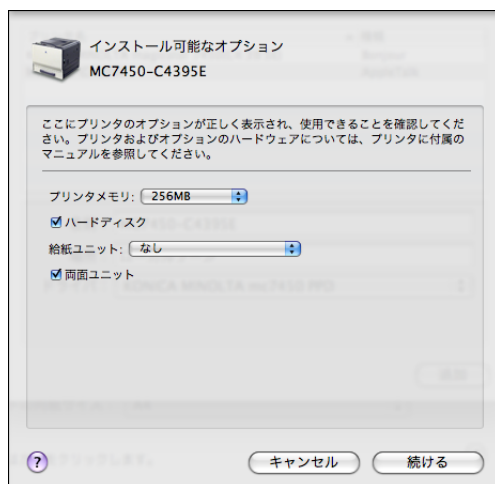 インストール可能なオプション
MC7450-C4395E
ここにプリンタのオプションが正しく表示され、使用できることを確認してくだ
さい。プリンタおよびオプションのハードウェアについては、プリンタに付属の
マニュアルを参照してください。
プリンタメモリ: 256MB
ハードディスク
給紙ユニット: なし
両面ユニット
? キャンセル 続ける